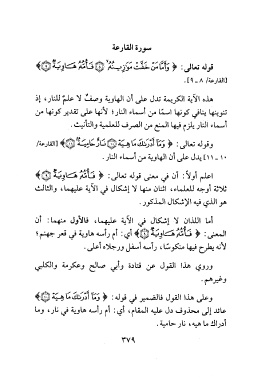 سورة القارعة
قوله تعالى: ﴿ وَأَمَّا مَنْ خَفَّتْ مَوَازِينُهُ ۝ فَأُمُّهُ هَاوِيَةٌ ۝ ﴾
[القارعة/ ٨ ـ ٩].
هذه الآية الكريمة تدل على أن الهاوية وصفٌ لا علم للنار، إذ
تنوينها ينافي كونها اسمًا من أسماء النار؛ لأنها على تقدير كونها من
أسماء النار يلزم فيها المنع من الصرف للعلمية والتأنيث.
وقوله تعالى: ﴿ وَمَا أَدْرَاكَ مَا هِيَهْ ۝ نَارٌ حَامِيَةٌ ۝ ﴾ [القارعة/
١٠ ـ ١١] يدل على أن الهاوية من أسماء النار.
اعلم أولاً: أن في معنى قوله تعالى: ﴿ فَأُمُّهُ هَاوِيَةٌ ۝ ﴾
ثلاثة أوجه للعلماء، اثنان منها لا إشكال في الآية عليهما، والثالث
هو الذي فيه الإشكال المذكور.
أما اللذان لا إشكال في الآية عليهما، فالأول منهما: أن
المعنى: ﴿ فَأُمُّهُ هَاوِيَةٌ ۝ ﴾ أي: أم رأسه هاوية في قعر جهنم؛
لأنه يطرح فيها منكوسًا، رأسه أسفل ورجلاه أعلى.
وروي هذا القول عن قتادة وأبي صالح وعكرمة والكلبي
وغيرهم.
وعلى هذا القول فالضمير في قوله: ﴿ وَمَا أَدْرَاكَ مَا هِيَهْ ۝ ﴾
عائد إلى محذوف دل عليه المقام، أي: أم رأسه هاوية في نار، وما
أدراك ما هيه، نار حامية.
٣٧٩